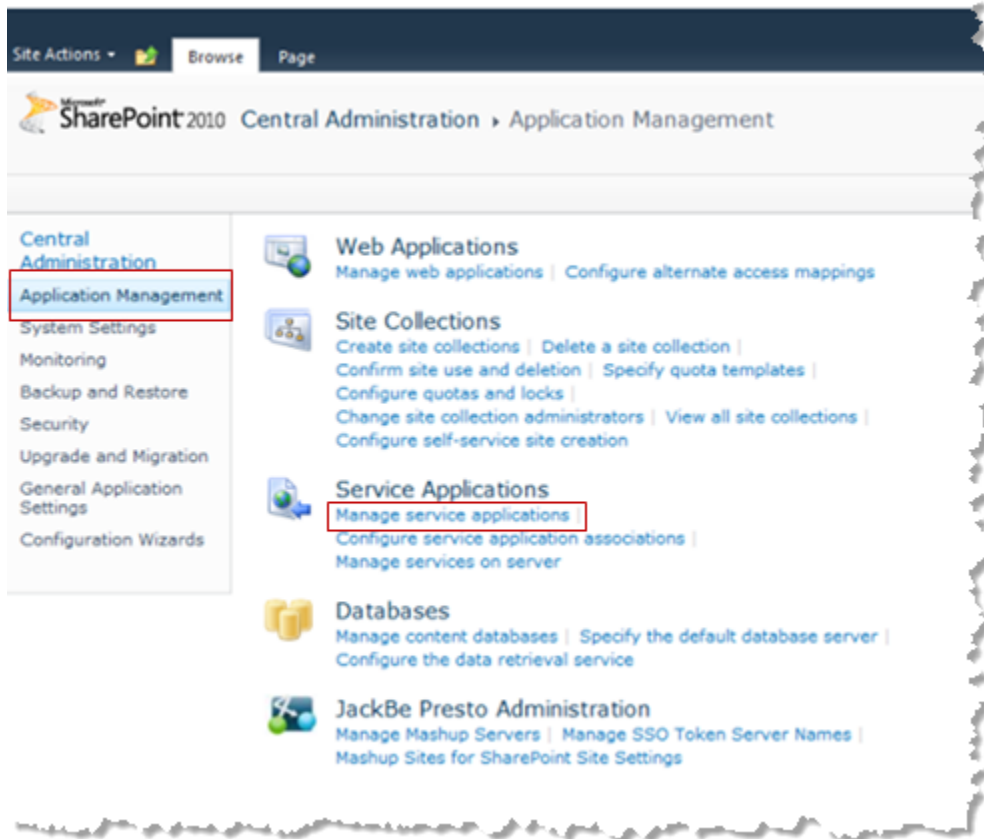 Site Actions Browse Page
Microsoft SharePoint 2010 Central Administration Application Management
Central
Administration
Application Management
System Settings
Monitoring
Backup and Restore
Security
Upgrade and Migration
General Application
Settings
Configuration Wizards
Web Applications
Manage web applications | Configure alternate access mappings
Site Collections
Create site collections | Delete a site collection |
Confirm site use and deletion | Specify quota templates |
Configure quotas and locks |
Change site collection administrators | View all site collections |
Configure self-service site creation
Service Applications
Manage service applications |
Configure service application associations |
Manage services on server
Databases
Manage content databases | Specify the default database server |
Configure the data retrieval service
JackBe Presto Administration
Manage Mashup Servers | Manage SSO Token Server Names |
Mashup Sites for SharePoint Site Settings